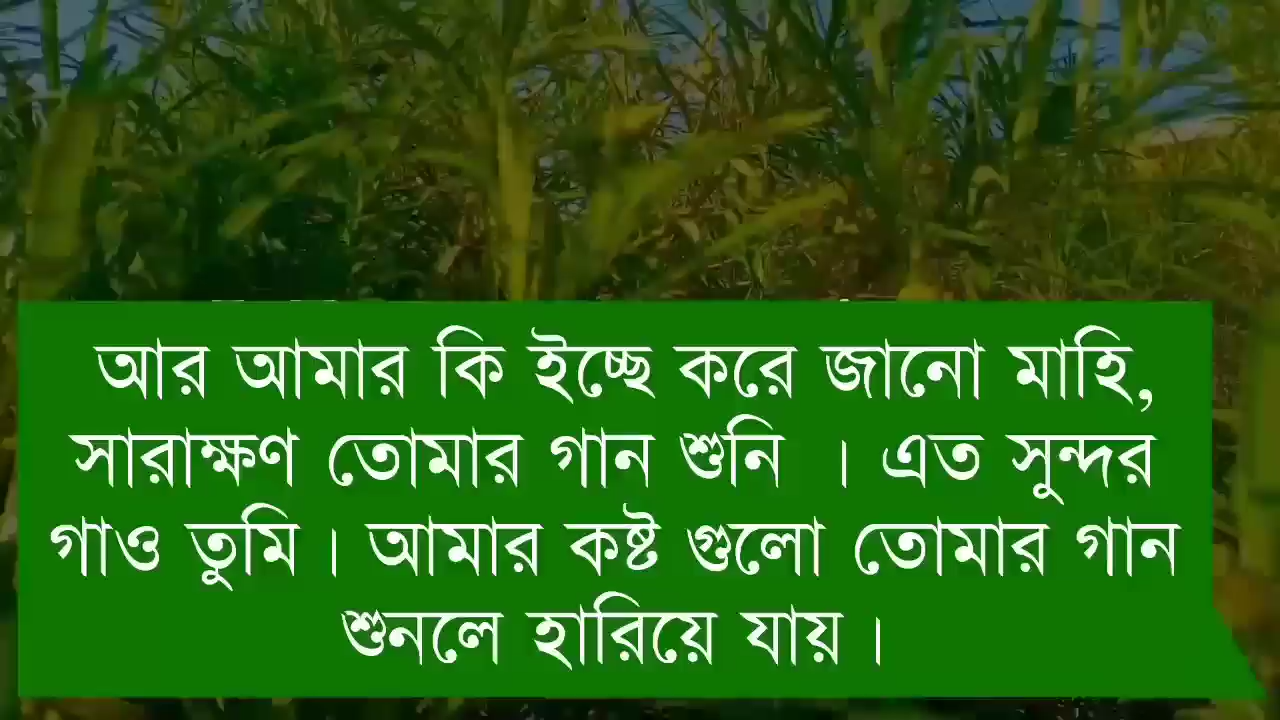 আর আমার কি ইচ্ছে করে জানো মাহি,
সারাক্ষণ তোমার গান শুনি । এত সুন্দর
গাও তুমি । আমার কষ্ট গুলো তোমার গান
শুনলে হারিয়ে যায় ।